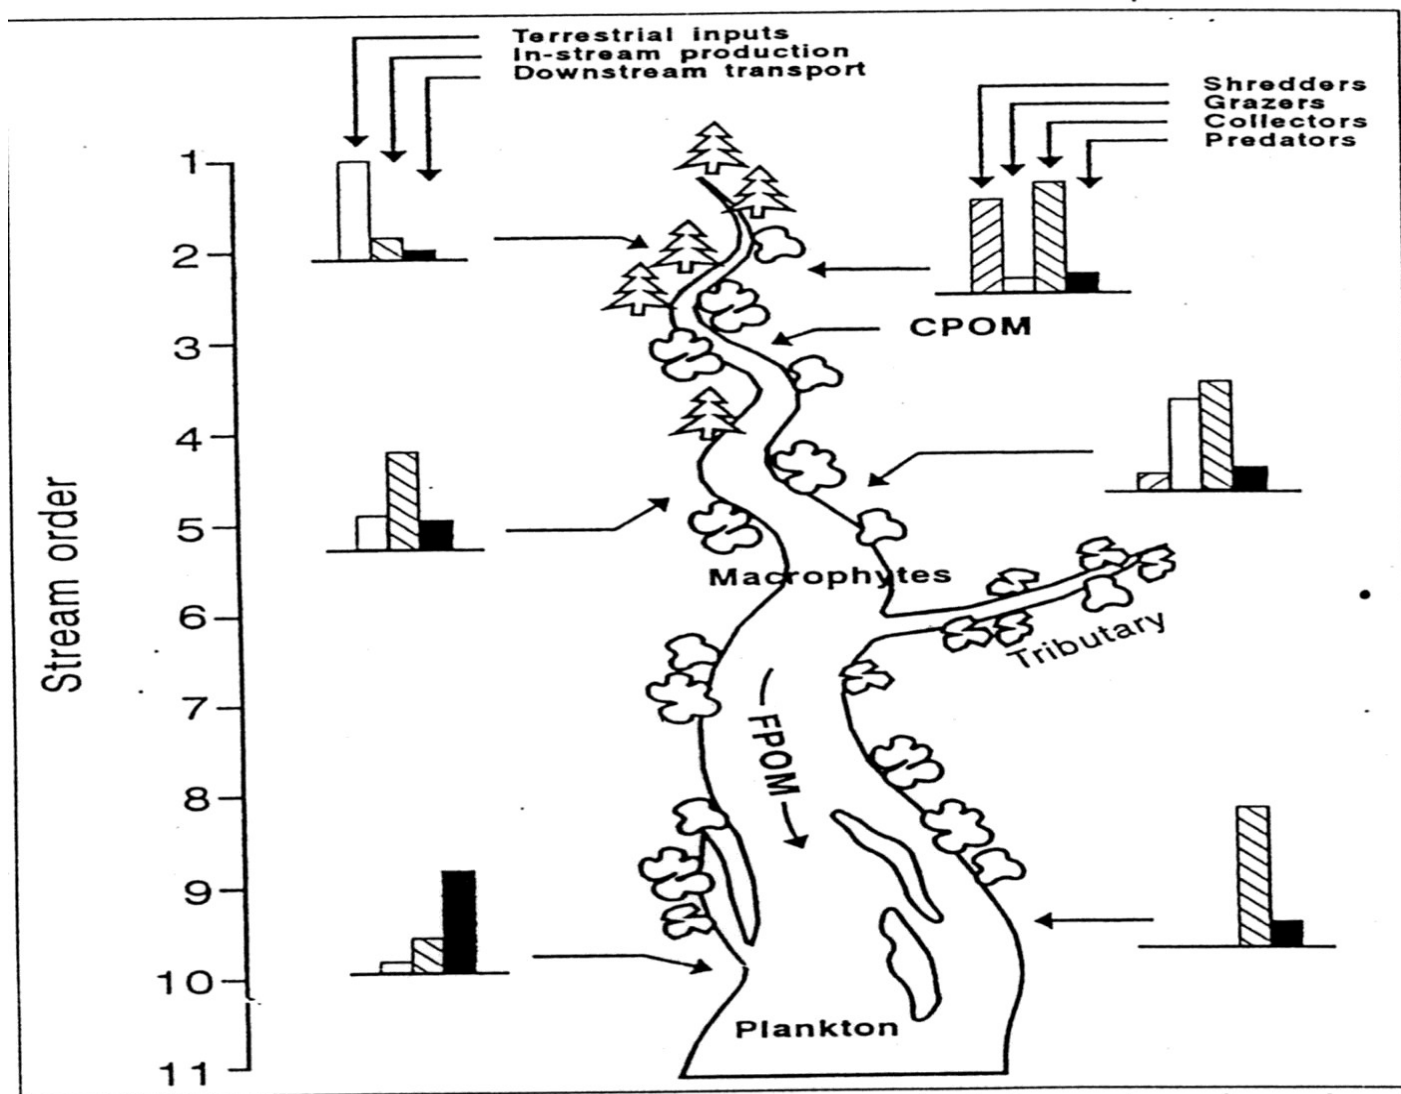 Terrestrial inputs
In-stream production
Downstream transport
Shredders
Grazers
Collectors
Predators
Stream order
1
2
3
4
5
6
7
8
9
10
11
CPOM
Macrophytes
Tributary
FPOM
Plankton